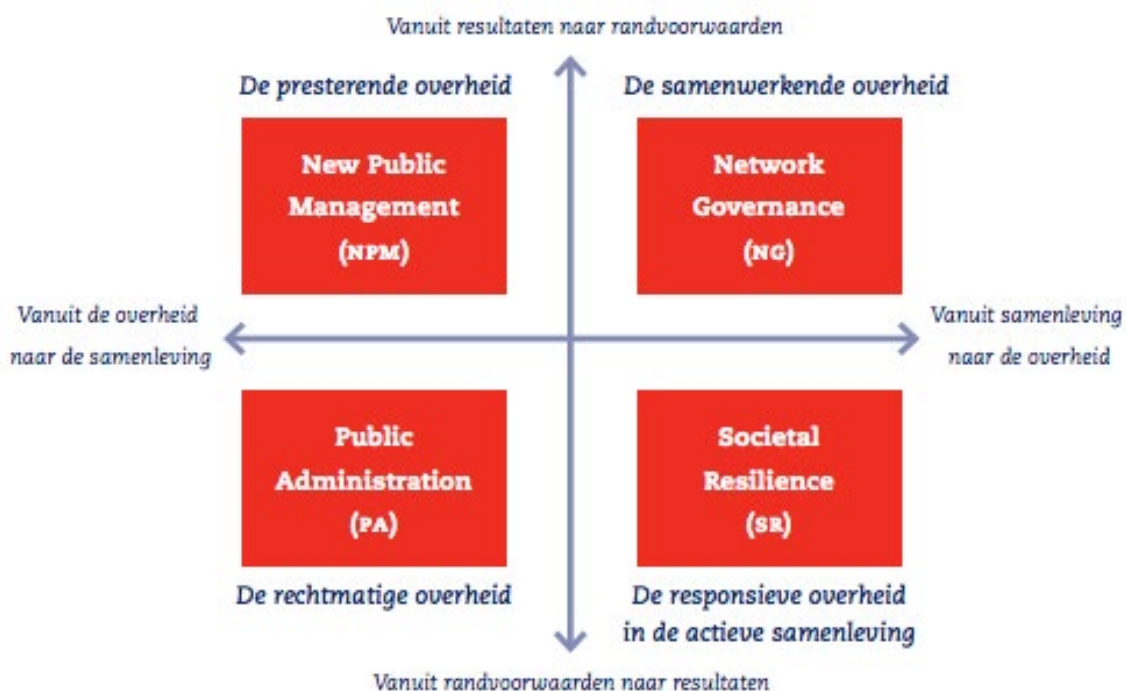 Vanuit resultaten naar randvoorwaarden
De presterende overheid
De samenwerkende overheid
New Public
Management
(NPM)
Network
Governance
(NG)
Vanuit de overheid
naar de samenleving
Vanuit samenleving
naar de overheid
Public
Administration
(PA)
Societal
Resilience
(SR)
De rechtmatige overheid
De responsieve overheid
in de actieve samenleving
Vanuit randvoorwaarden naar resultaten